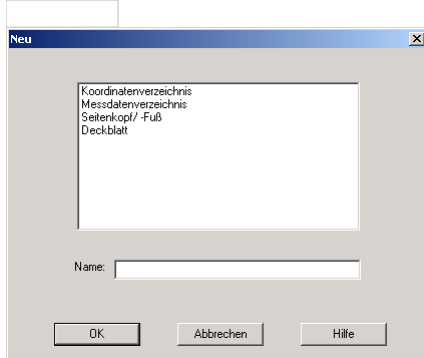 Neu
Koordinatenverzeichnis
Messdatenverzeichnis
Seitenkopf/ -Fuß
Deckblatt
Name:
OK Abbrechen Hilfe